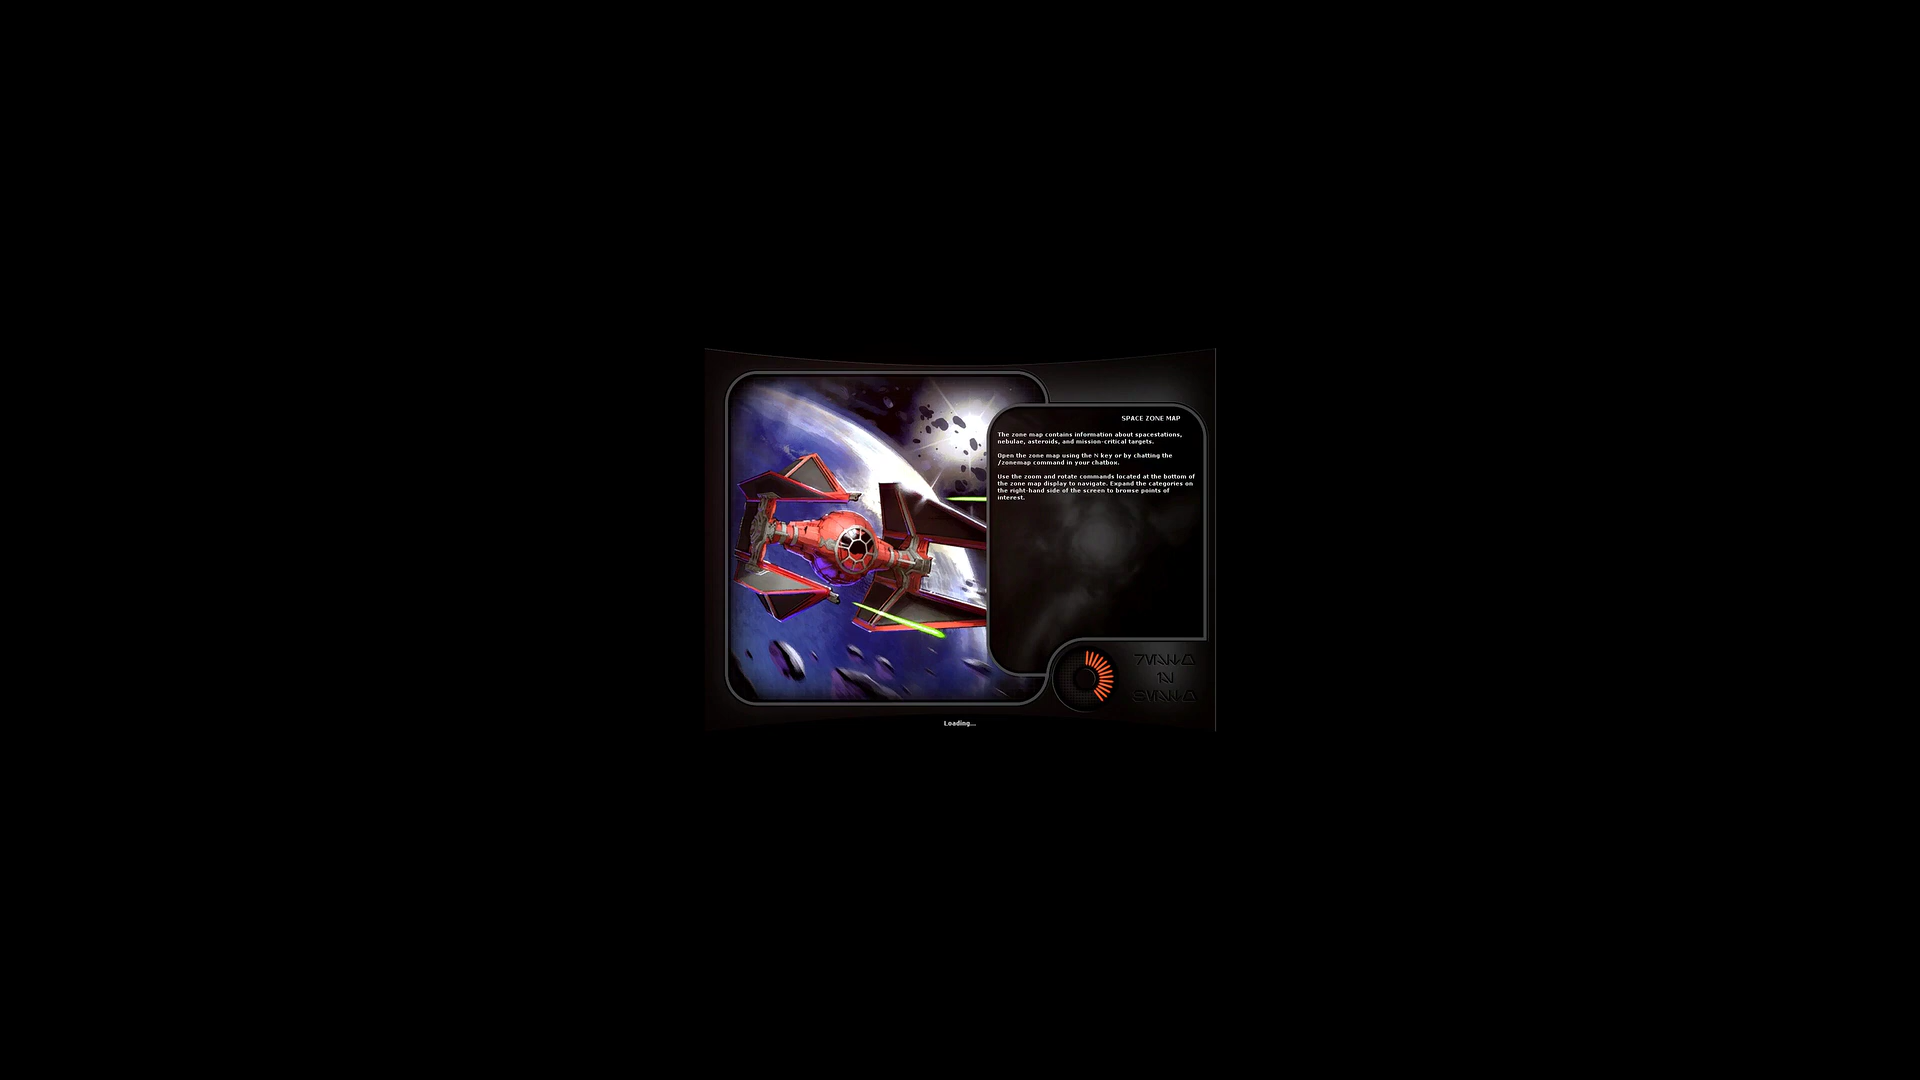 SPACE ZONE MAP
The zone map contains information about spacestations,
nebulae, asteroids, and mission-critical targets.
Open the zone map using the N key or by chatting the
/zonemap command in your chatbox.
Use the zoom and rotate commands located at the bottom of
the zone map display to navigate. Expand the categories on
the right-hand side of the screen to browse points of
interest.
Loading...